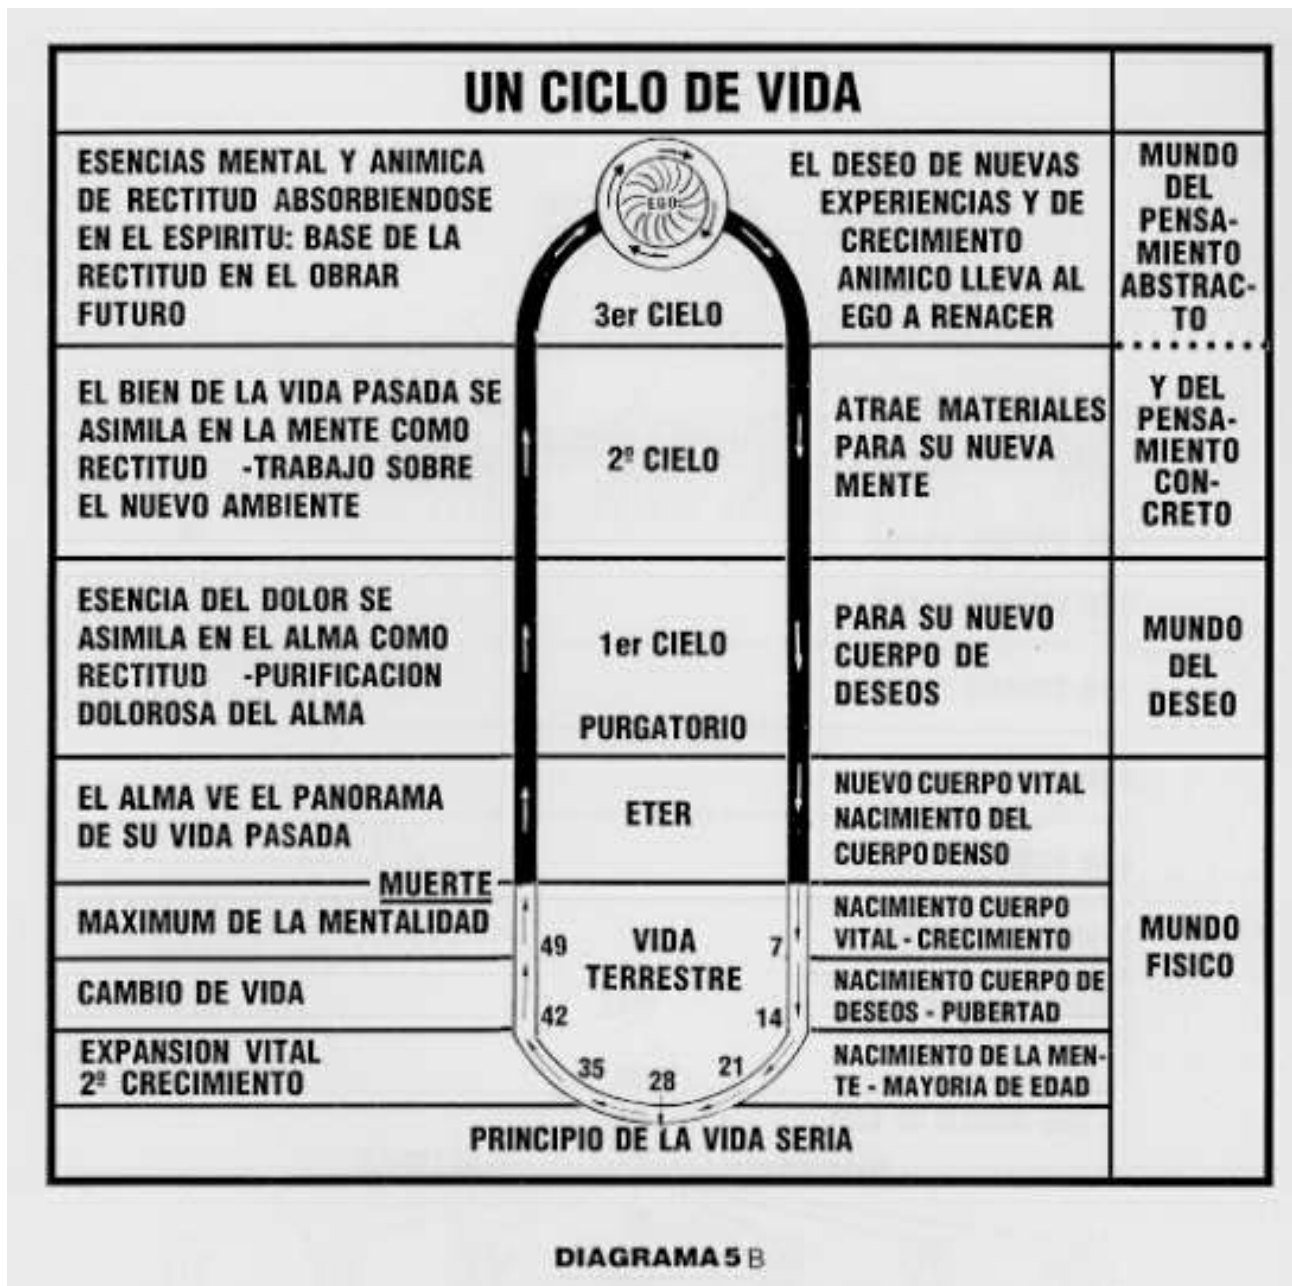 UN CICLO DE VIDA
ESENCIAS MENTAL Y ANIMICA
DE RECTITUD ABSORBIENDOSE
EN EL ESPIRITU: BASE DE LA
RECTITUD EN EL OBRAR
FUTURO
EGO
3er CIELO
EL DESEO DE NUEVAS
EXPERIENCIAS Y DE
CRECIMIENTO
ANIMICO LLEVA AL
EGO A RENACER
MUNDO
DEL
PENSA-
MIENTO
ABSTRAC-
TO
EL BIEN DE LA VIDA PASADA SE
ASIMILA EN LA MENTE COMO
RECTITUD -TRABAJO SOBRE
EL NUEVO AMBIENTE
2º CIELO
ATRAE MATERIALES
PARA SU NUEVA
MENTE
Y DEL
PENSA-
MIENTO
CON-
CRETO
ESENCIA DEL DOLOR SE
ASIMILA EN EL ALMA COMO
RECTITUD -PURIFICACION
DOLOROSA DEL ALMA
1er CIELO
PURGATORIO
PARA SU NUEVO
CUERPO DE
DESEOS
MUNDO
DEL
DESEO
EL ALMA VE EL PANORAMA
DE SU VIDA PASADA
ETER
NUEVO CUERPO VITAL
NACIMIENTO DEL
CUERPO DENSO
MUERTE
MAXIMUM DE LA MENTALIDAD
49
VIDA
TERRESTRE
7
NACIMIENTO CUERPO
VITAL - CRECIMIENTO
MUNDO
FISICO
CAMBIO DE VIDA
42
14
NACIMIENTO CUERPO DE
DESEOS - PUBERTAD
EXPANSION VITAL
2º CRECIMIENTO
35
28
21
NACIMIENTO DE LA MEN-
TE - MAYORIA DE EDAD
PRINCIPIO DE LA VIDA SERIA
DIAGRAMA 5 B